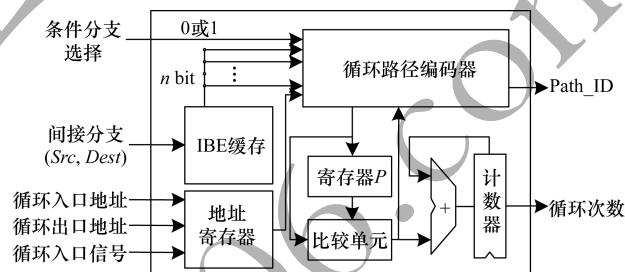 条件分支
选择
0或1
n bit
⋮
循环路径编码器
Path_ID
间接分支
(Src, Dest)
IBE缓存
寄存器P
计
数
器
+
循环入口地址
循环出口地址
循环入口信号
地址
寄存器
比较单元
循环次数